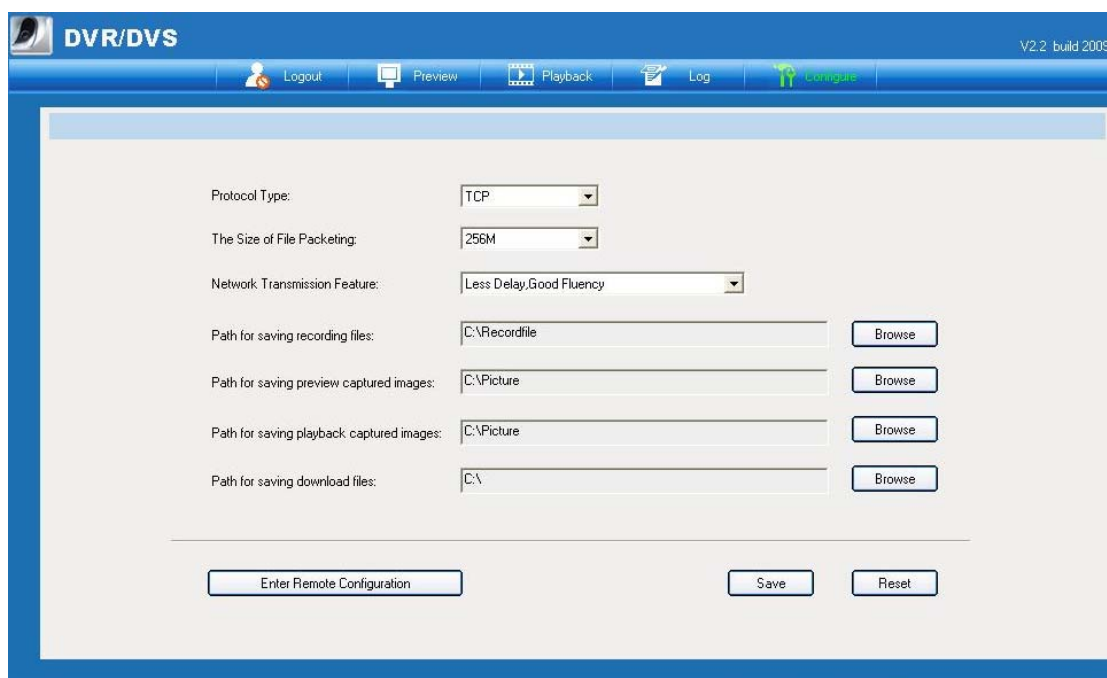 DVR/DVS
V2.2 build 2009
Logout Preview Playback Log Configure
Protocol Type: TCP
The Size of File Packeting: 256M
Network Transmission Feature: Less Delay,Good Fluency
Path for saving recording files: C:\Recordfile Browse
Path for saving preview captured images: C:\Picture Browse
Path for saving playback captured images: C:\Picture Browse
Path for saving download files: C:\ Browse
Enter Remote Configuration Save Reset